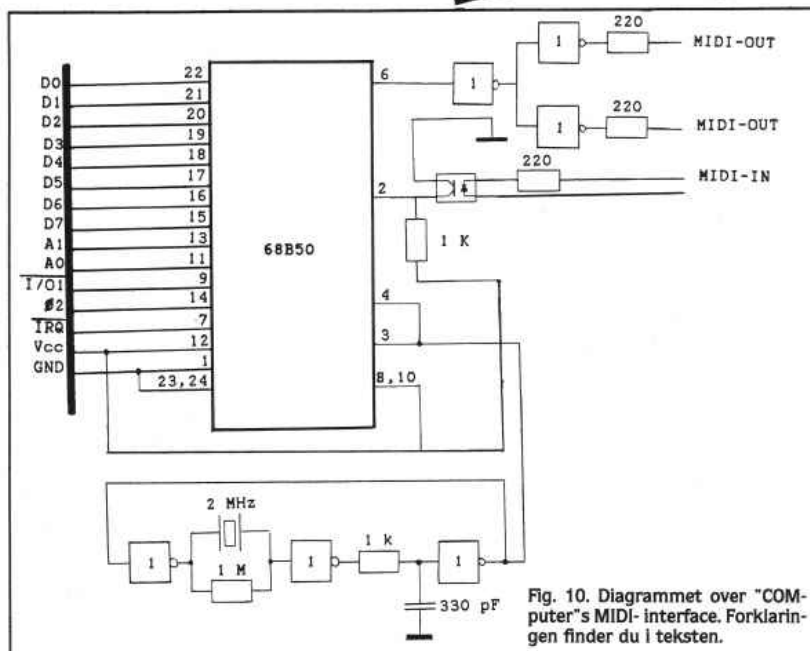 220
1
MIDI-OUT
22
6
1
D0
21
220
D1
20
1
MIDI-OUT
D2
19
D3
18
220
D4
17
MIDI-IN
D5
16
2
D6
15
D7
13
1 K
A1
11
68B50
A0
9
I/O1
14
4
ø2
7
3
IRQ
12
Vcc
1
8,10
GND
23,24
2 MHz
1 k
1
1
1
1 M
330 pF
Fig. 10. Diagrammet over "COM-
puter"s MIDI- interface. Forklarin-
gen finder du i teksten.